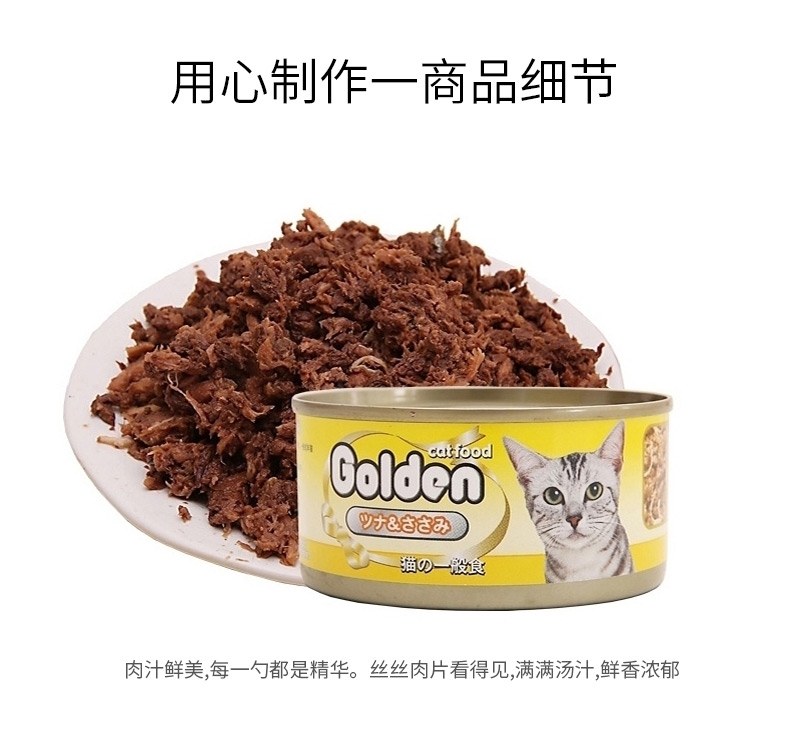 用心制作一商品细节
cat food
Golden
ツナ&ささみ
猫の一般食
肉汁鲜美,每一勺都是精华。丝丝肉片看得见,满满汤汁,鲜香浓郁